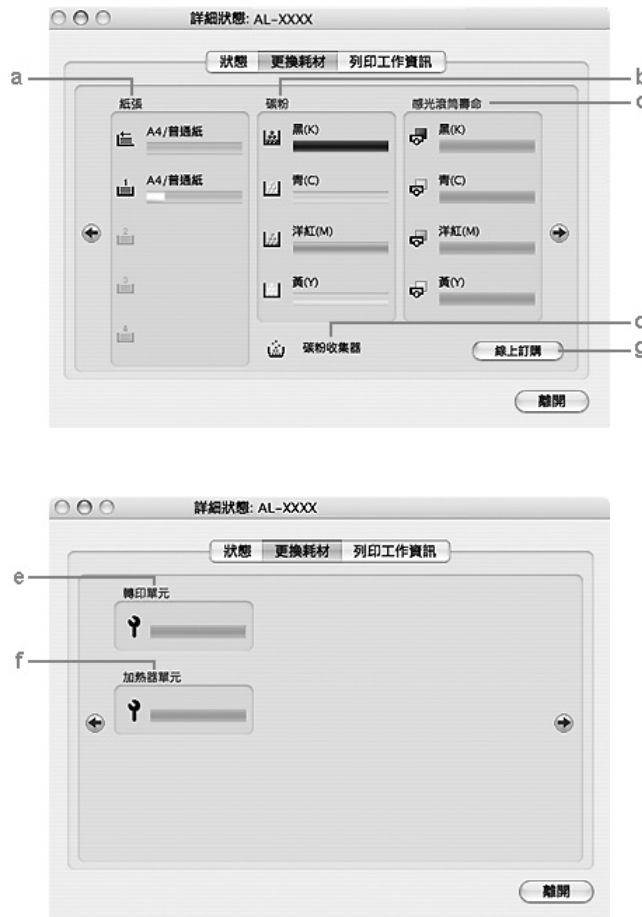 詳細狀態: AL-XXXX
狀態 更換耗材 列印工作資訊
a
b
紙張 碳粉 感光滾筒壽命
A4/普通紙
黑(K)
黑(K)
1
A4/普通紙
青(C)
青(C)
2
洋紅(M)
洋紅(M)
3
黃(Y)
黃(Y)
4
碳粉收集器
線上訂購
離開
詳細狀態: AL-XXXX
狀態 更換耗材 列印工作資訊
e
轉印單元
f
加熱器單元
離開